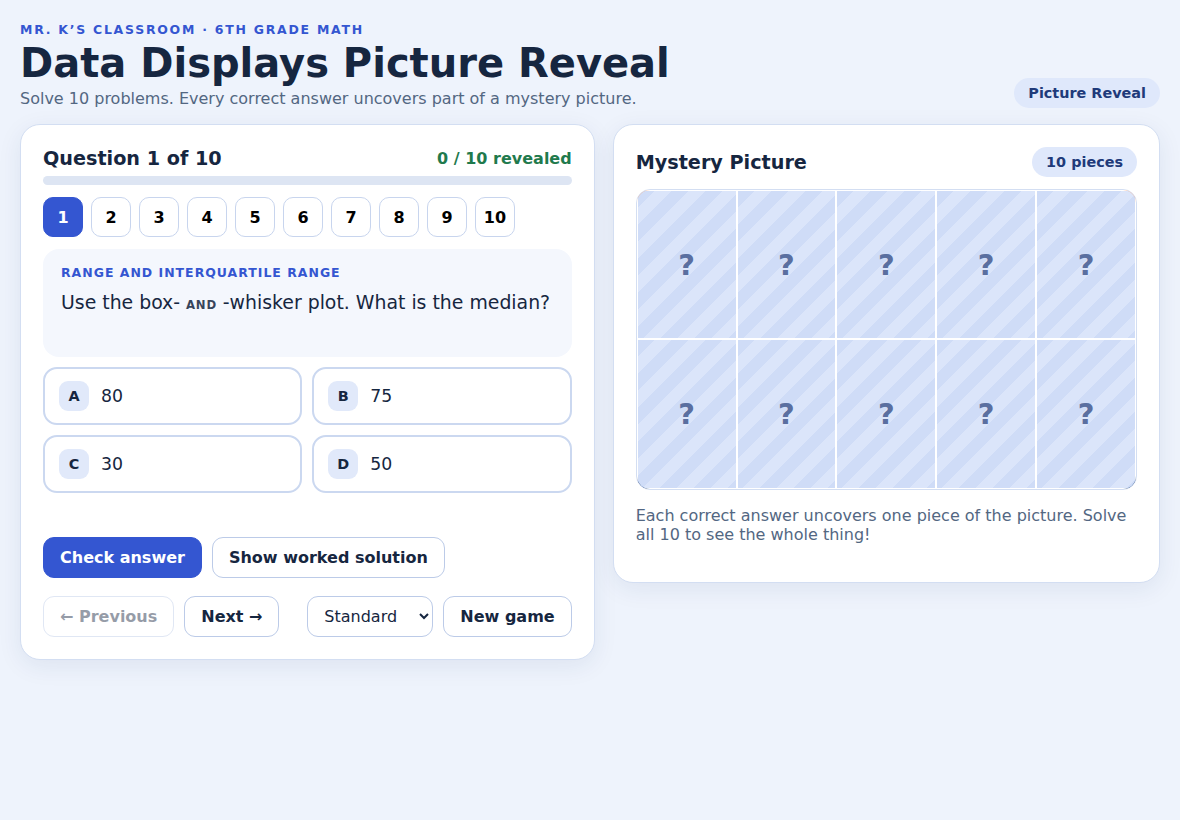 MR. K’S CLASSROOM · 6TH GRADE MATH
Data Displays Picture Reveal
Solve 10 problems. Every correct answer uncovers part of a mystery picture.
Picture Reveal
Question 1 of 10
0 / 10 revealed
1 2 3 4 5 6 7 8 9 10
RANGE AND INTERQUARTILE RANGE
Use the box- AND -whisker plot. What is the median?
A 80
B 75
C 30
D 50
Check answer
Show worked solution
← Previous
Next →
Standard
New game
Mystery Picture
10 pieces
? ? ? ? ?
? ? ? ? ?
Each correct answer uncovers one piece of the picture. Solve
all 10 to see the whole thing!